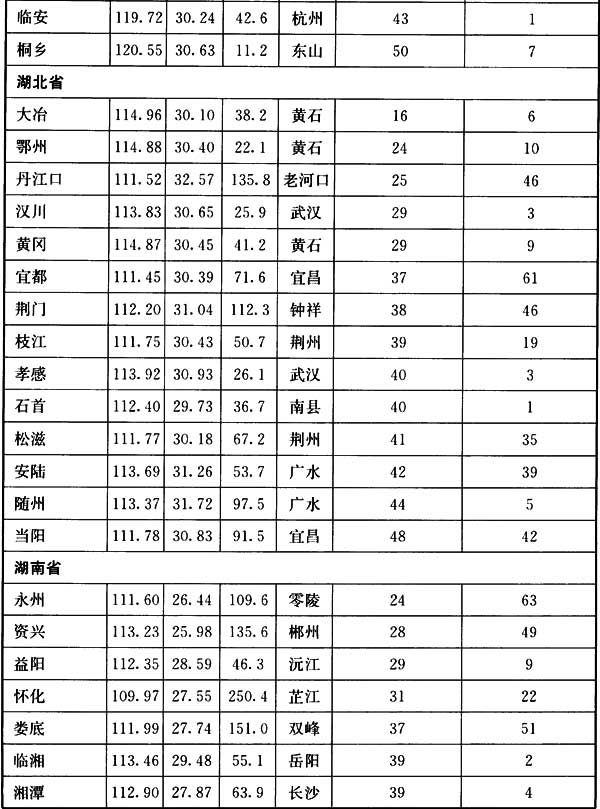 临安 119.72 30.24 42.6 杭州 43 1
桐乡 120.55 30.63 11.2 东山 50 7
湖北省
大冶 114.96 30.10 38.2 黄石 16 6
鄂州 114.88 30.40 22.1 黄石 24 10
丹江口 111.52 32.57 135.8 老河口 25 46
汉川 113.83 30.65 25.9 武汉 29 3
黄冈 114.87 30.45 41.2 黄石 29 9
宜都 111.45 30.39 71.6 宜昌 37 61
荆门 112.20 31.04 112.3 钟祥 38 46
枝江 111.75 30.43 50.7 荆州 39 19
孝感 113.92 30.93 26.1 武汉 40 3
石首 112.40 29.73 36.7 南县 40 1
松滋 111.77 30.18 67.2 荆州 41 35
安陆 113.69 31.26 53.7 广水 42 39
随州 113.37 31.72 97.5 广水 44 5
当阳 111.78 30.83 91.5 宜昌 48 42
湖南省
永州 111.60 26.44 109.6 零陵 24 63
资兴 113.23 25.98 135.6 郴州 28 49
益阳 112.35 28.59 46.3 沅江 29 9
怀化 109.97 27.55 250.4 芷江 31 22
娄底 111.99 27.74 151.0 双峰 37 51
临湘 113.46 29.48 55.1 岳阳 39 2
湘潭 112.90 27.87 63.9 长沙 39 4